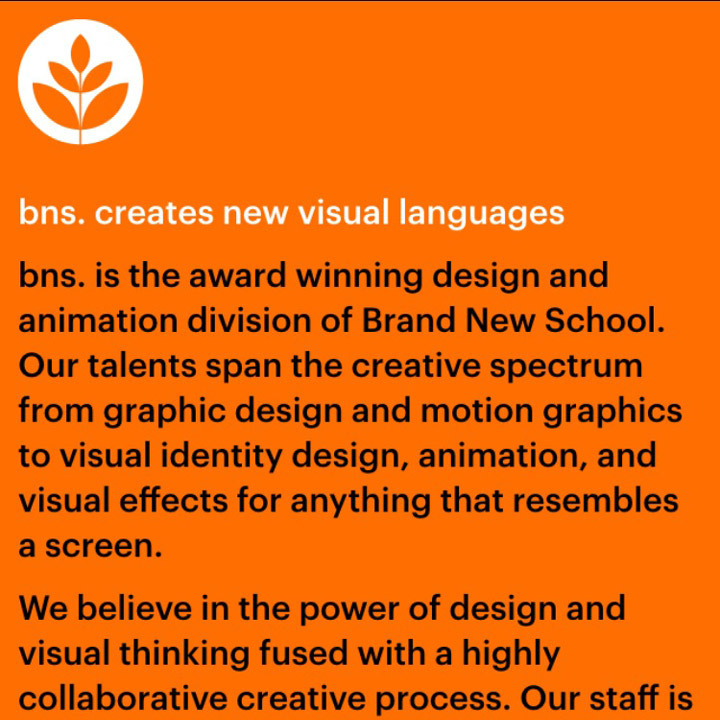 bns. creates new visual languages
bns. is the award winning design and
animation division of Brand New School.
Our talents span the creative spectrum
from graphic design and motion graphics
to visual identity design, animation, and
visual effects for anything that resembles
a screen.
We believe in the power of design and
visual thinking fused with a highly
collaborative creative process. Our staff is